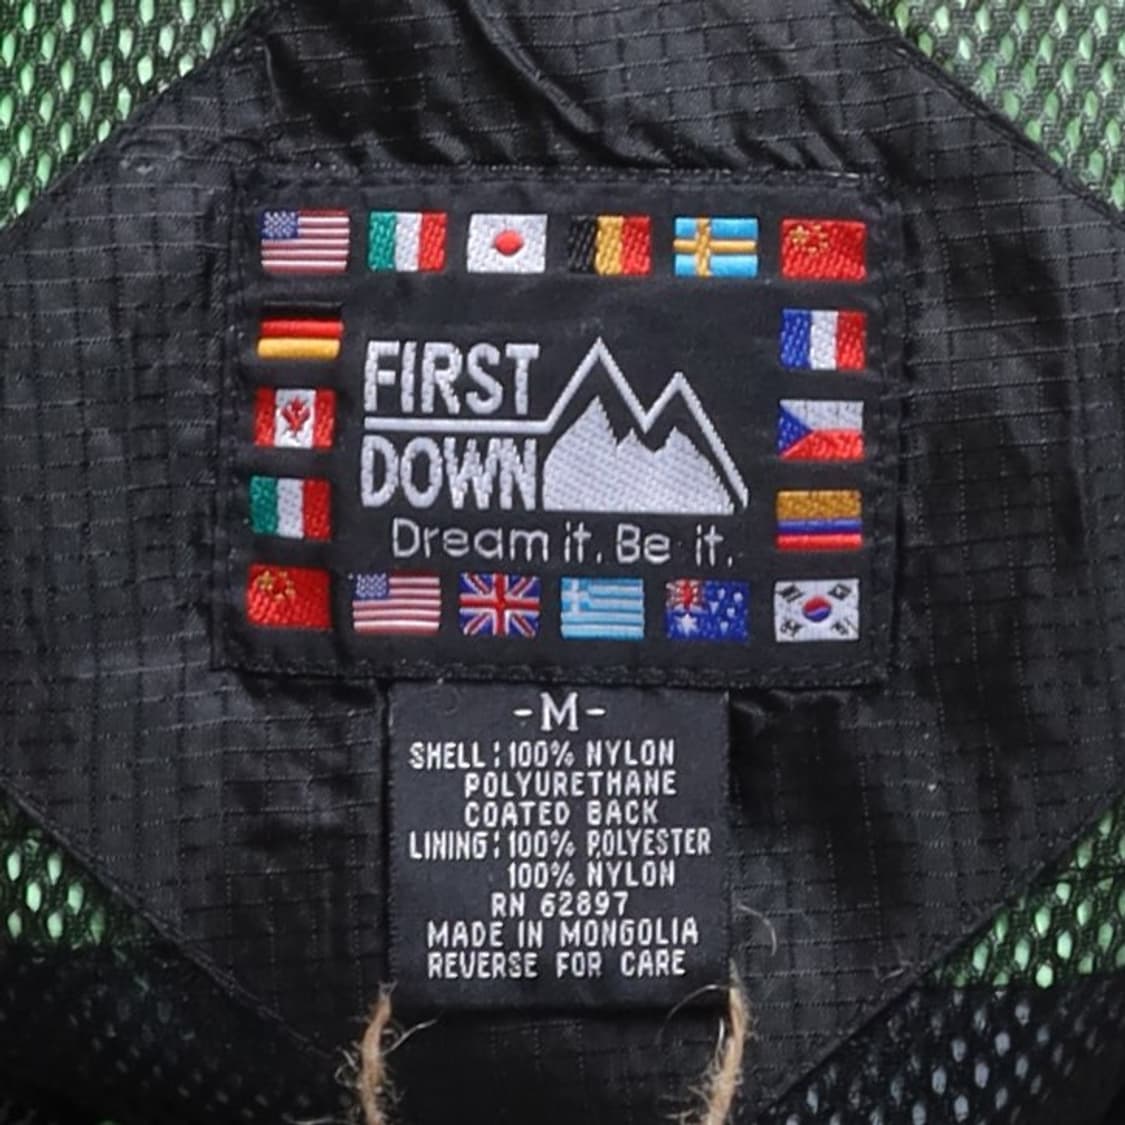 FIRST
DOWN
Dream it. Be it.
-M-
SHELL: 100% NYLON
POLYURETHANE
COATED BACK
LINING: 100% POLYESTER
100% NYLON
RN 62897
MADE IN MONGOLIA
REVERSE FOR CARE